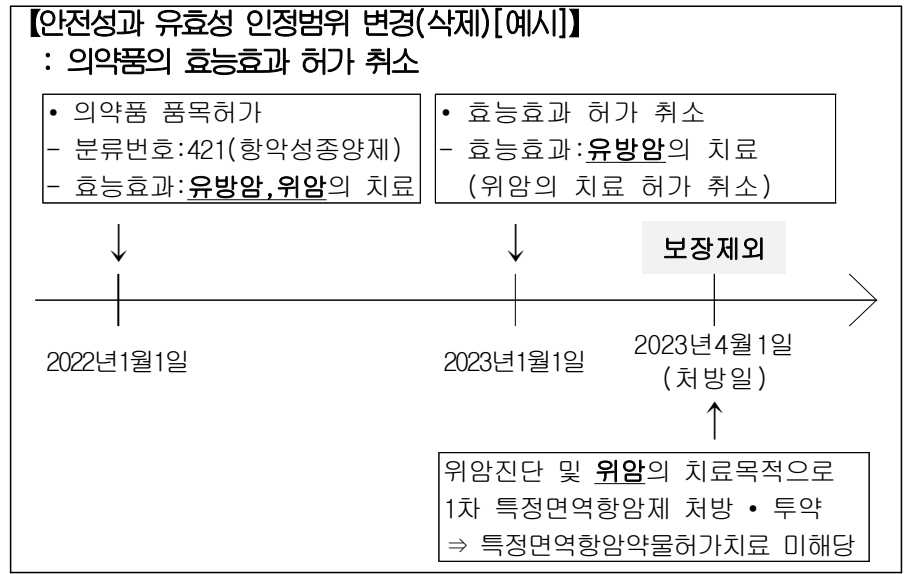 【안전성과 유효성 인정범위 변경(삭제)[예시]】
: 의약품의 효능효과 허가 취소
• 의약품 품목허가
- 분류번호:421(항악성종양제)
- 효능효과:유방암,위암의 치료
• 효능효과 허가 취소
- 효능효과:유방암의 치료
(위암의 치료 허가 취소)
보장제외
2022년1월1일
2023년1월1일
2023년4월1일
(처방일)
위암진단 및 위암의 치료목적으로
1차 특정면역항암제 처방 • 투약
⇒ 특정면역항암약물허가치료 미해당